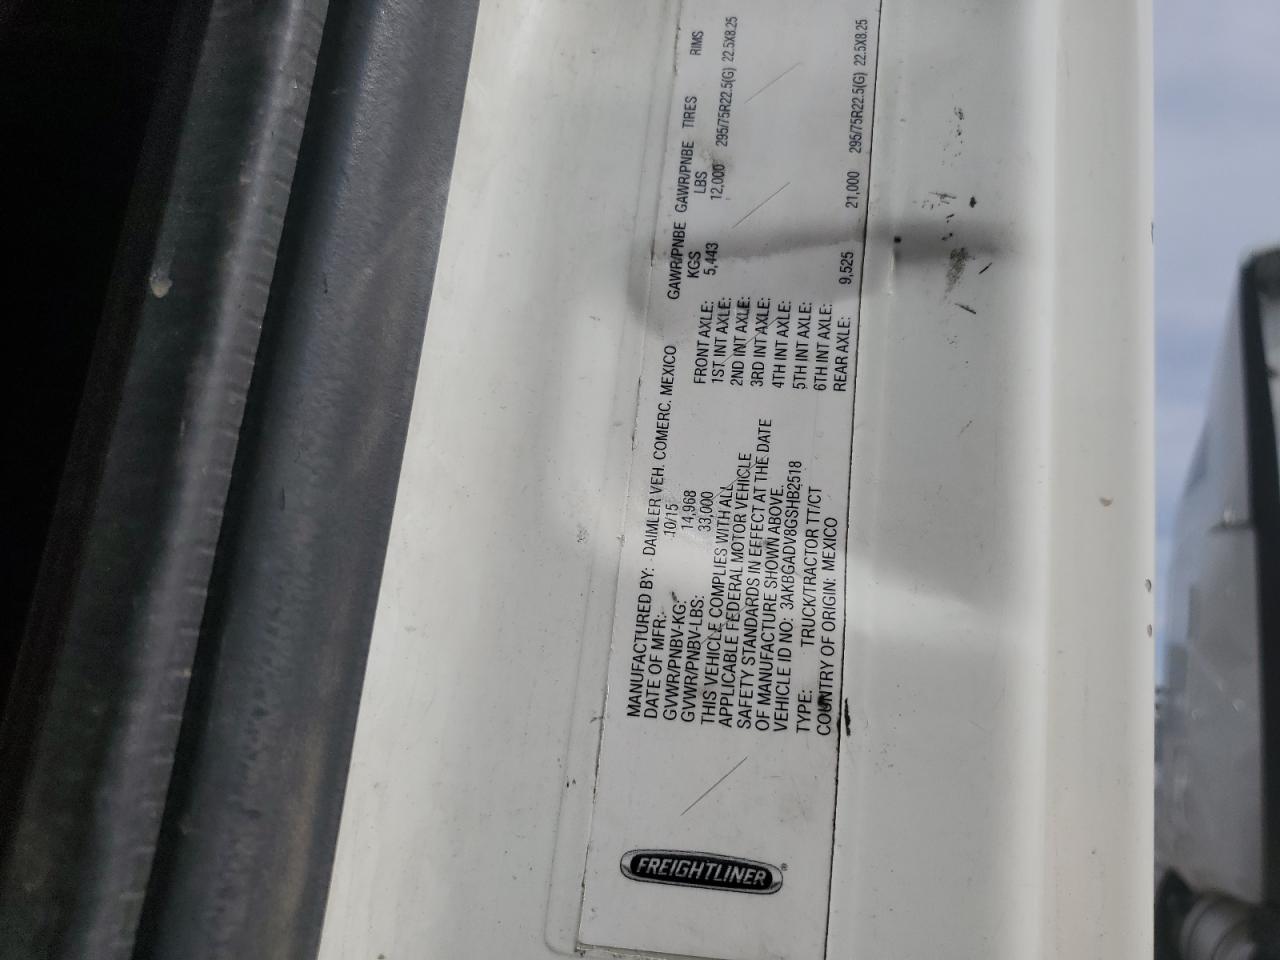 FREIGHTLINER ®
MANUFACTURED BY: DAIMLER VEH. COMERC. MEXICO
DATE OF MFR: 10/15
GVWR/PNBV-KG: 14,968
GVWR/PNBV-LBS: 33,000
THIS VEHICLE COMPLIES WITH ALL
APPLICABLE FEDERAL MOTOR VEHICLE
SAFETY STANDARDS IN EFFECT AT THE DATE
OF MANUFACTURE SHOWN ABOVE.
VEHICLE ID NO: 3AKBGADV8GSHB2518
TYPE: TRUCK/TRACTOR TT/CT
COUNTRY OF ORIGIN: MEXICO
GAWR/PNBE GAWR/PNBE TIRES RIMS
KGS LBS
FRONT AXLE: 5,443 12,000 295/75R22.5(G) 22.5X8.25
1ST INT AXLE:
2ND INT AXLE:
3RD INT AXLE:
4TH INT AXLE:
5TH INT AXLE:
6TH INT AXLE:
REAR AXLE: 9,525 21,000 295/75R22.5(G) 22.5X8.25